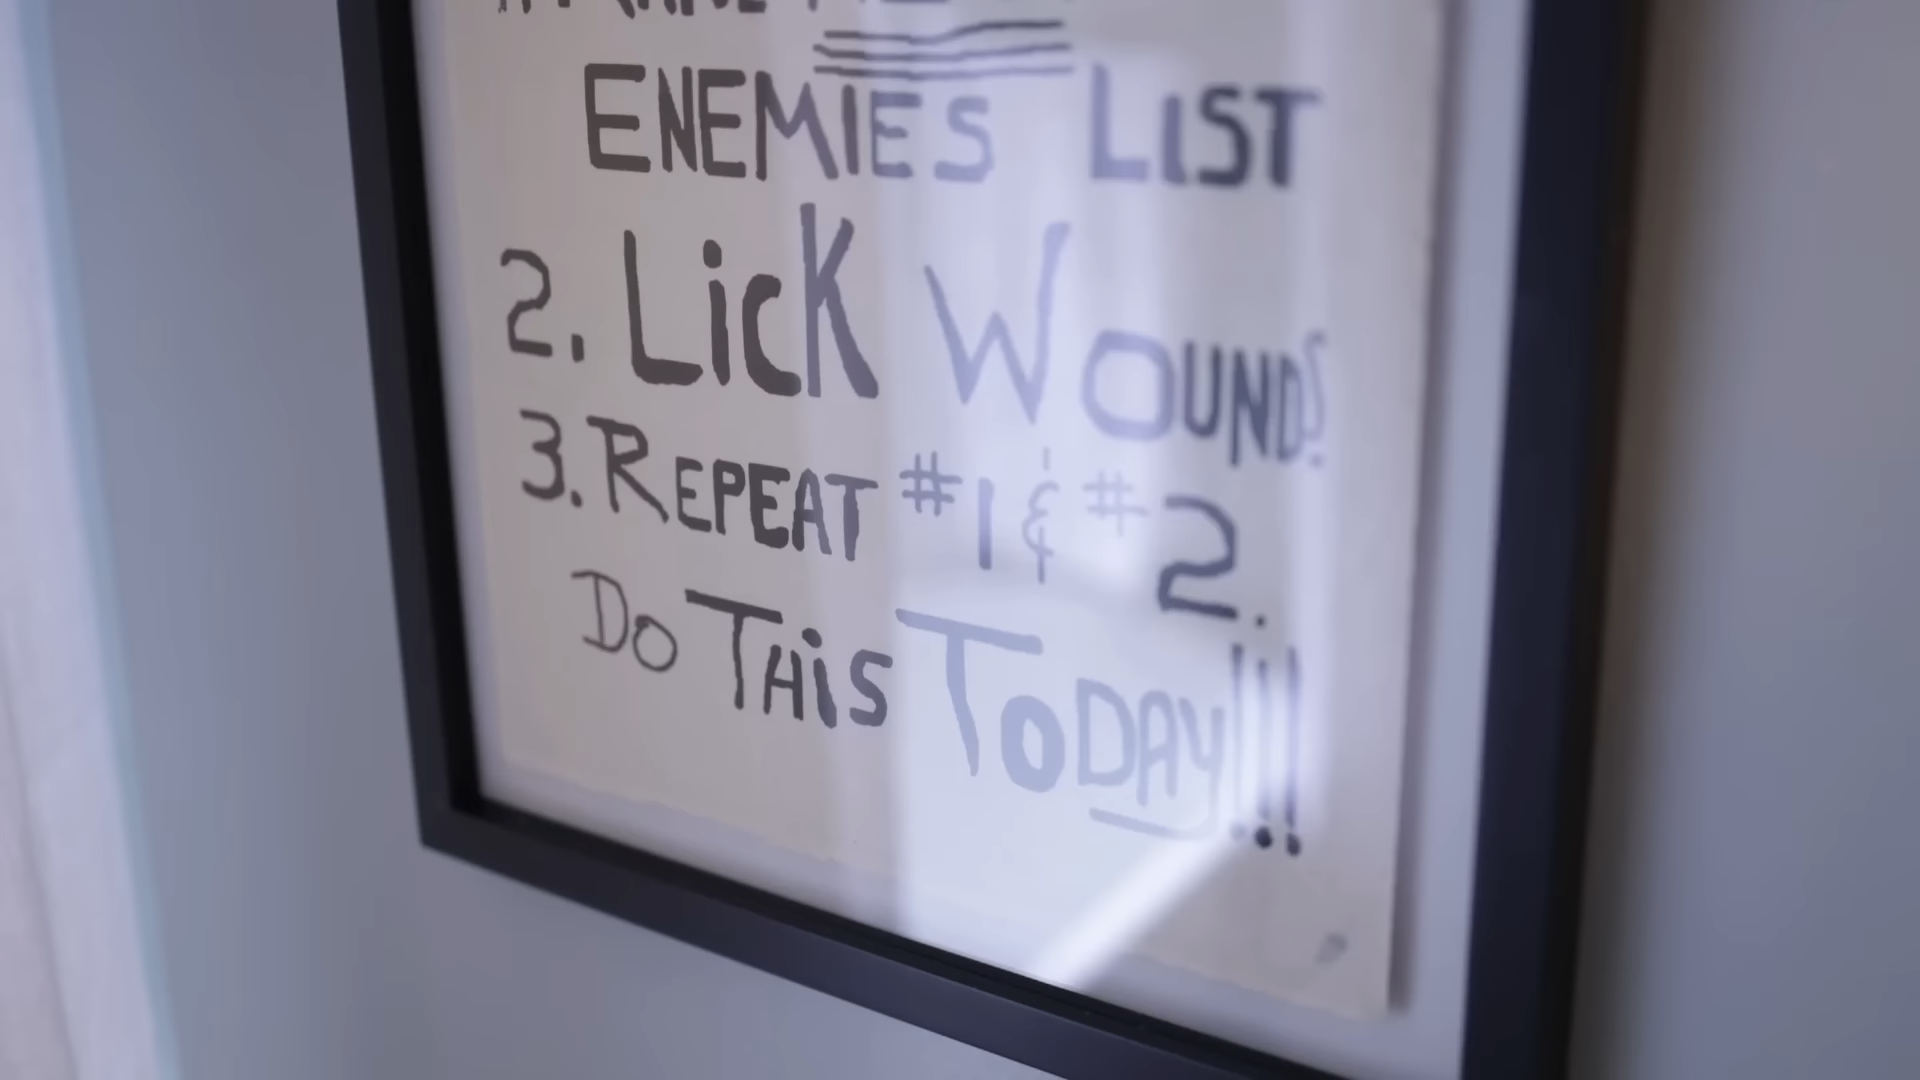 ENEMIES LIST
2. LicK WOUNDS.
3. REPEAT #1 & #2.
DO THiS TODAY!!!